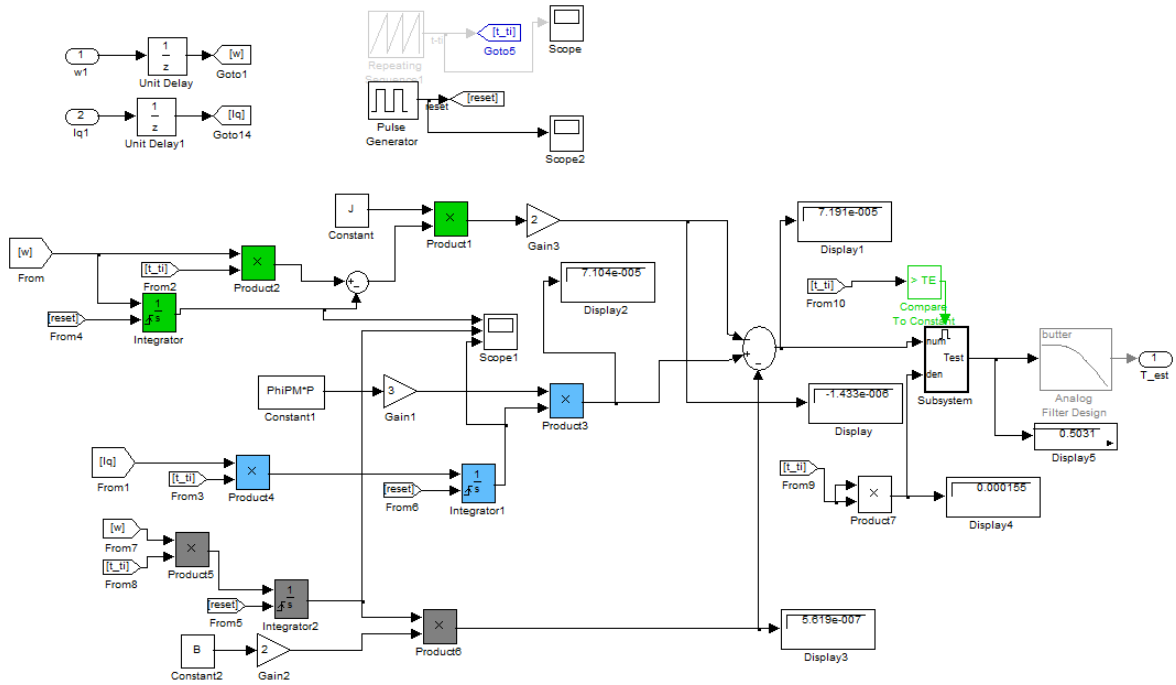 1
w1
1
z
Unit Delay
[w]
Goto1
2
Iq1
1
z
Unit Delay1
[Iq]
Goto14
Repeating
Sequence1
t-ti
[t_ti]
Goto5
Scope
Pulse
Generator
reset
[reset]
Scope2
[w]
From
[t_ti]
From2
×
Product2
[reset]
From4
1
s
Integrator
+
−
J
Constant
×
Product1
2
Gain3
7.104e-005
Display2
Scope1
PhiPM*P
Constant1
3
Gain1
×
Product3
[Iq]
From1
[t_ti]
From3
×
Product4
[reset]
From6
1
s
Integrator1
[w]
From7
[t_ti]
From8
×
Product5
[reset]
From5
1
s
Integrator2
B
Constant2
2
Gain2
×
Product6
−
+
−
7.191e-005
Display1
[t_ti]
From10
> TE
Compare
To Constant
num
den
Test
Subsystem
-1.433e-006
Display
[t_ti]
From9
×
Product7
0.000155
Display4
5.619e-007
Display3
butter
Analog
Filter Design
1
T_est
0.5031
Display5